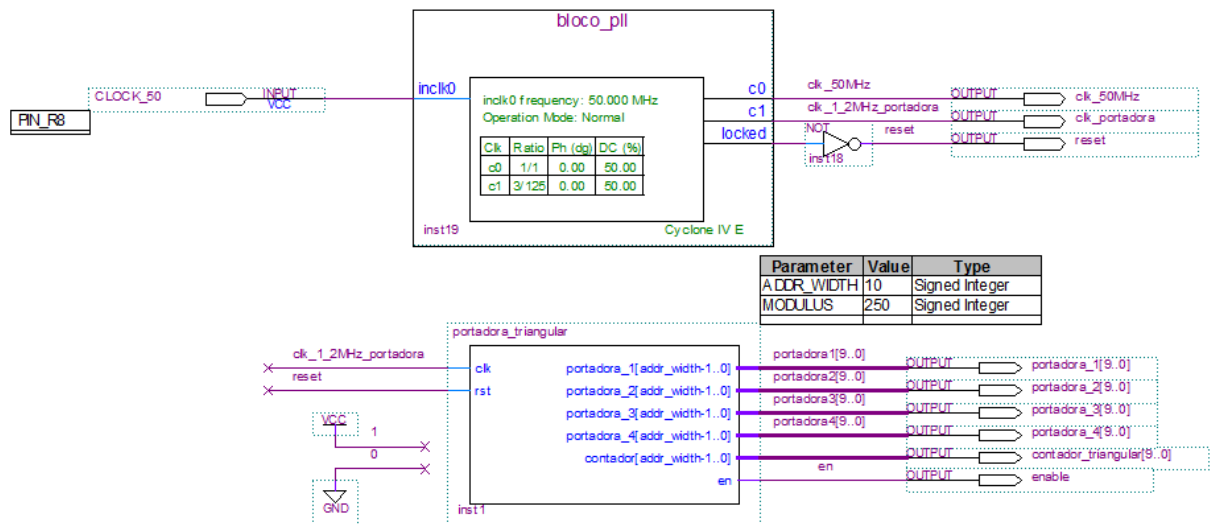 bloco_pll
CLOCK_50
INPUT
VCC
PIN_R8
inclk0
inclk0 frequency: 50.000 MHz
Operation Mode: Normal
Clk Ratio Ph (dg) DC (%)
c0 1/1 0.00 50.00
c1 3/125 0.00 50.00
c0
c1
locked
inst19
Cyclone IV E
clk_50MHz
clk_1_2MHz_portadora
NOT
reset
inst18
OUTPUT
clk_50MHz
OUTPUT
clk_portadora
OUTPUT
reset
Parameter Value Type
ADDR_WIDTH 10 Signed Integer
MODULUS 250 Signed Integer
portadora_triangular
clk_1_2MHz_portadora
reset
clk
rst
portadora_1[addr_width-1..0]
portadora_2[addr_width-1..0]
portadora_3[addr_width-1..0]
portadora_4[addr_width-1..0]
contador[addr_width-1..0]
en
inst1
portadora1[9..0]
portadora2[9..0]
portadora3[9..0]
portadora4[9..0]
en
OUTPUT
portadora_1[9..0]
OUTPUT
portadora_2[9..0]
OUTPUT
portadora_3[9..0]
OUTPUT
portadora_4[9..0]
OUTPUT
contador_triangular[9..0]
OUTPUT
enable
VCC
1
0
GND